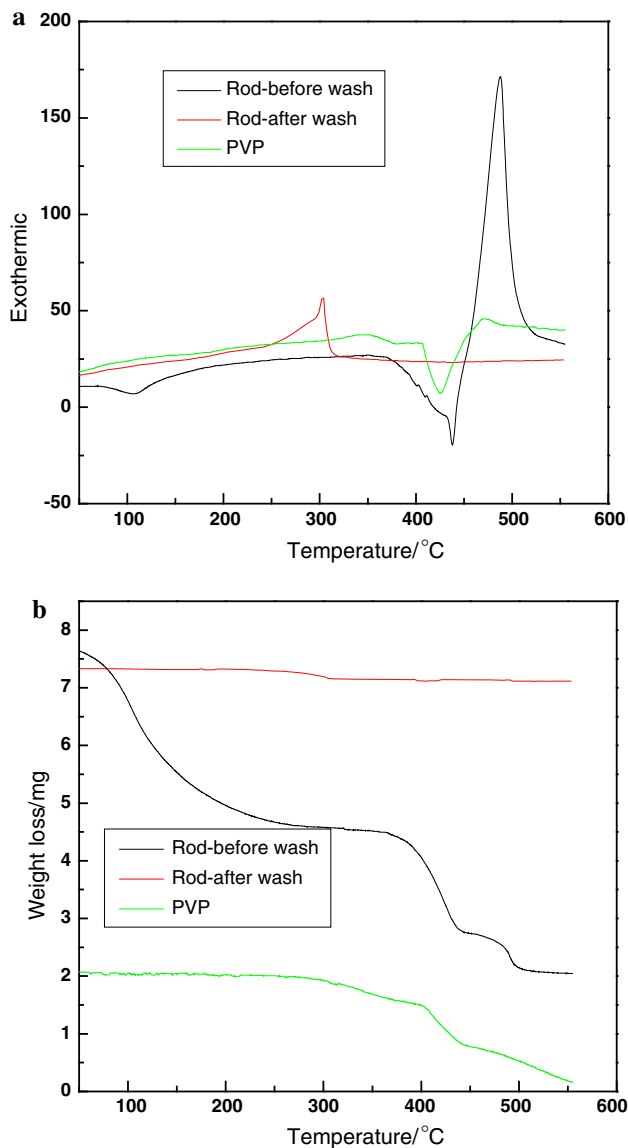 a
200
150
100
50
0
-50
Exothermic
Rod-before wash
Rod-after wash
PVP
100 200 300 400 500 600
Temperature/°C
b
8
7
6
5
4
3
2
1
0
Weight loss/mg
Rod-before wash
Rod-after wash
PVP
100 200 300 400 500 600
Temperature/°C